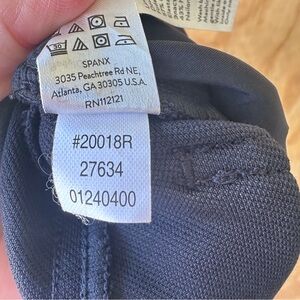 SPANX
3035 Peachtree Rd NE,
Atlanta, GA 30305 U.S.A.
RN112121
#20018R
27634
01240400